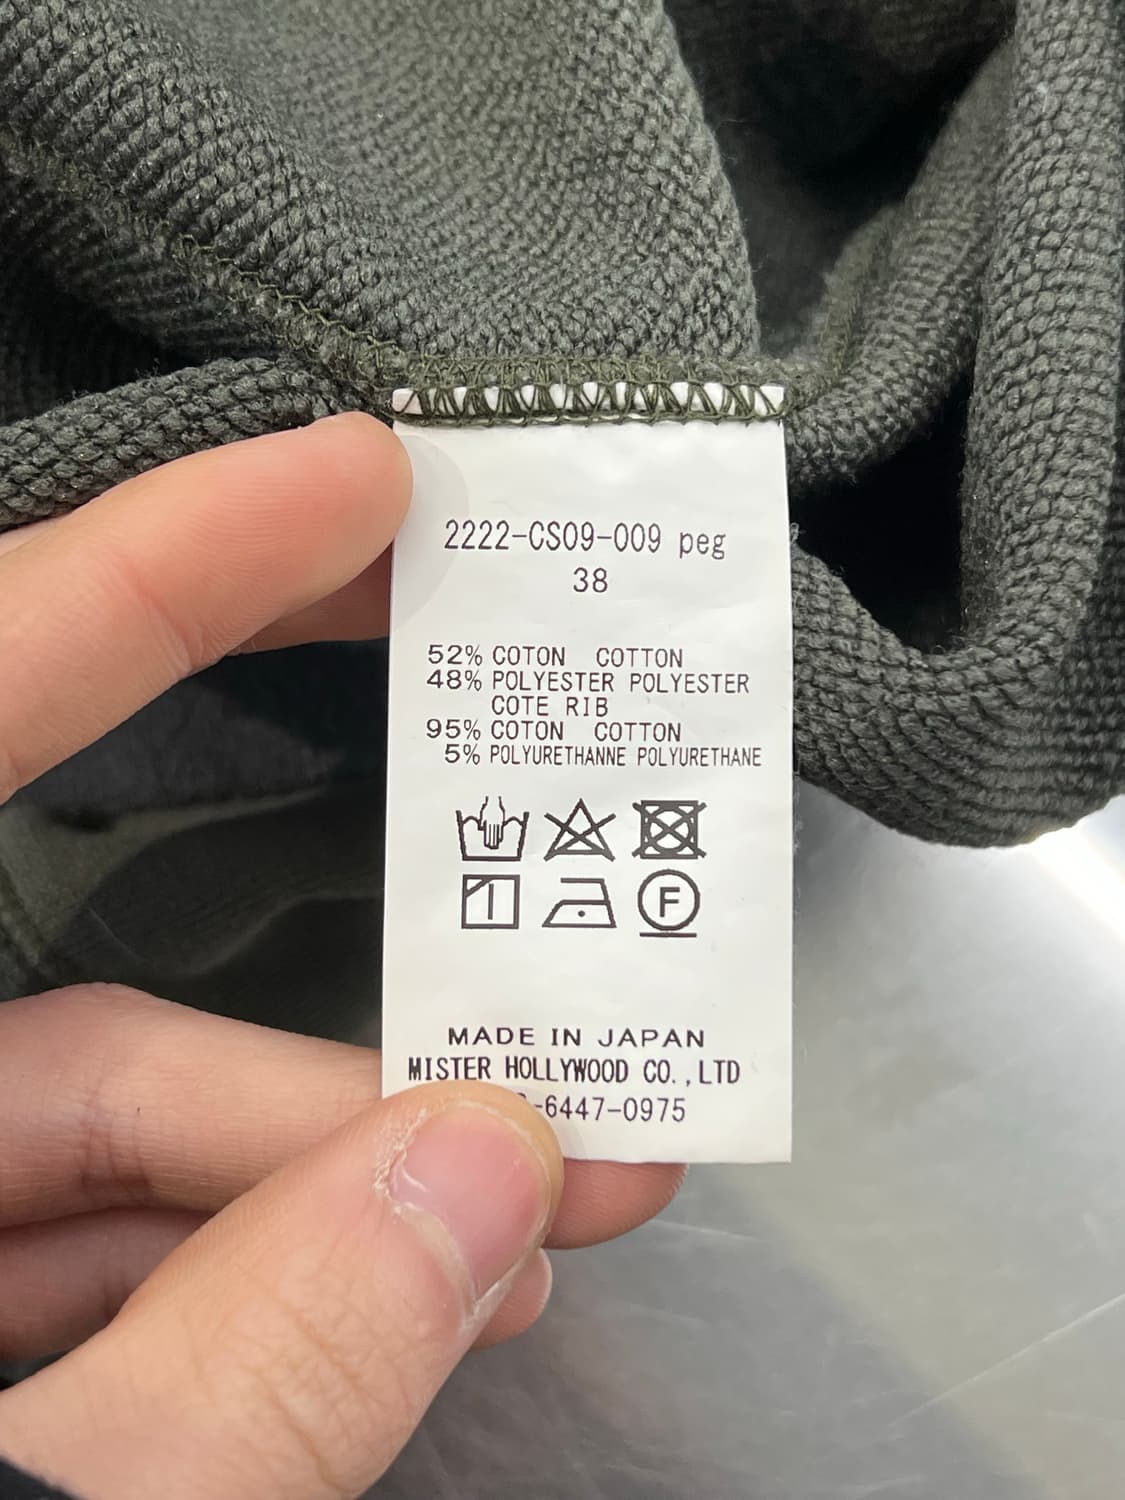 2222-CS09-009 peg
38
52% COTON COTTON
48% POLYESTER POLYESTER
COTE RIB
95% COTON COTTON
5% POLYURETHANNE POLYURETHANE
F
MADE IN JAPAN
MISTER HOLLYWOOD CO.,LTD
-6447-0975